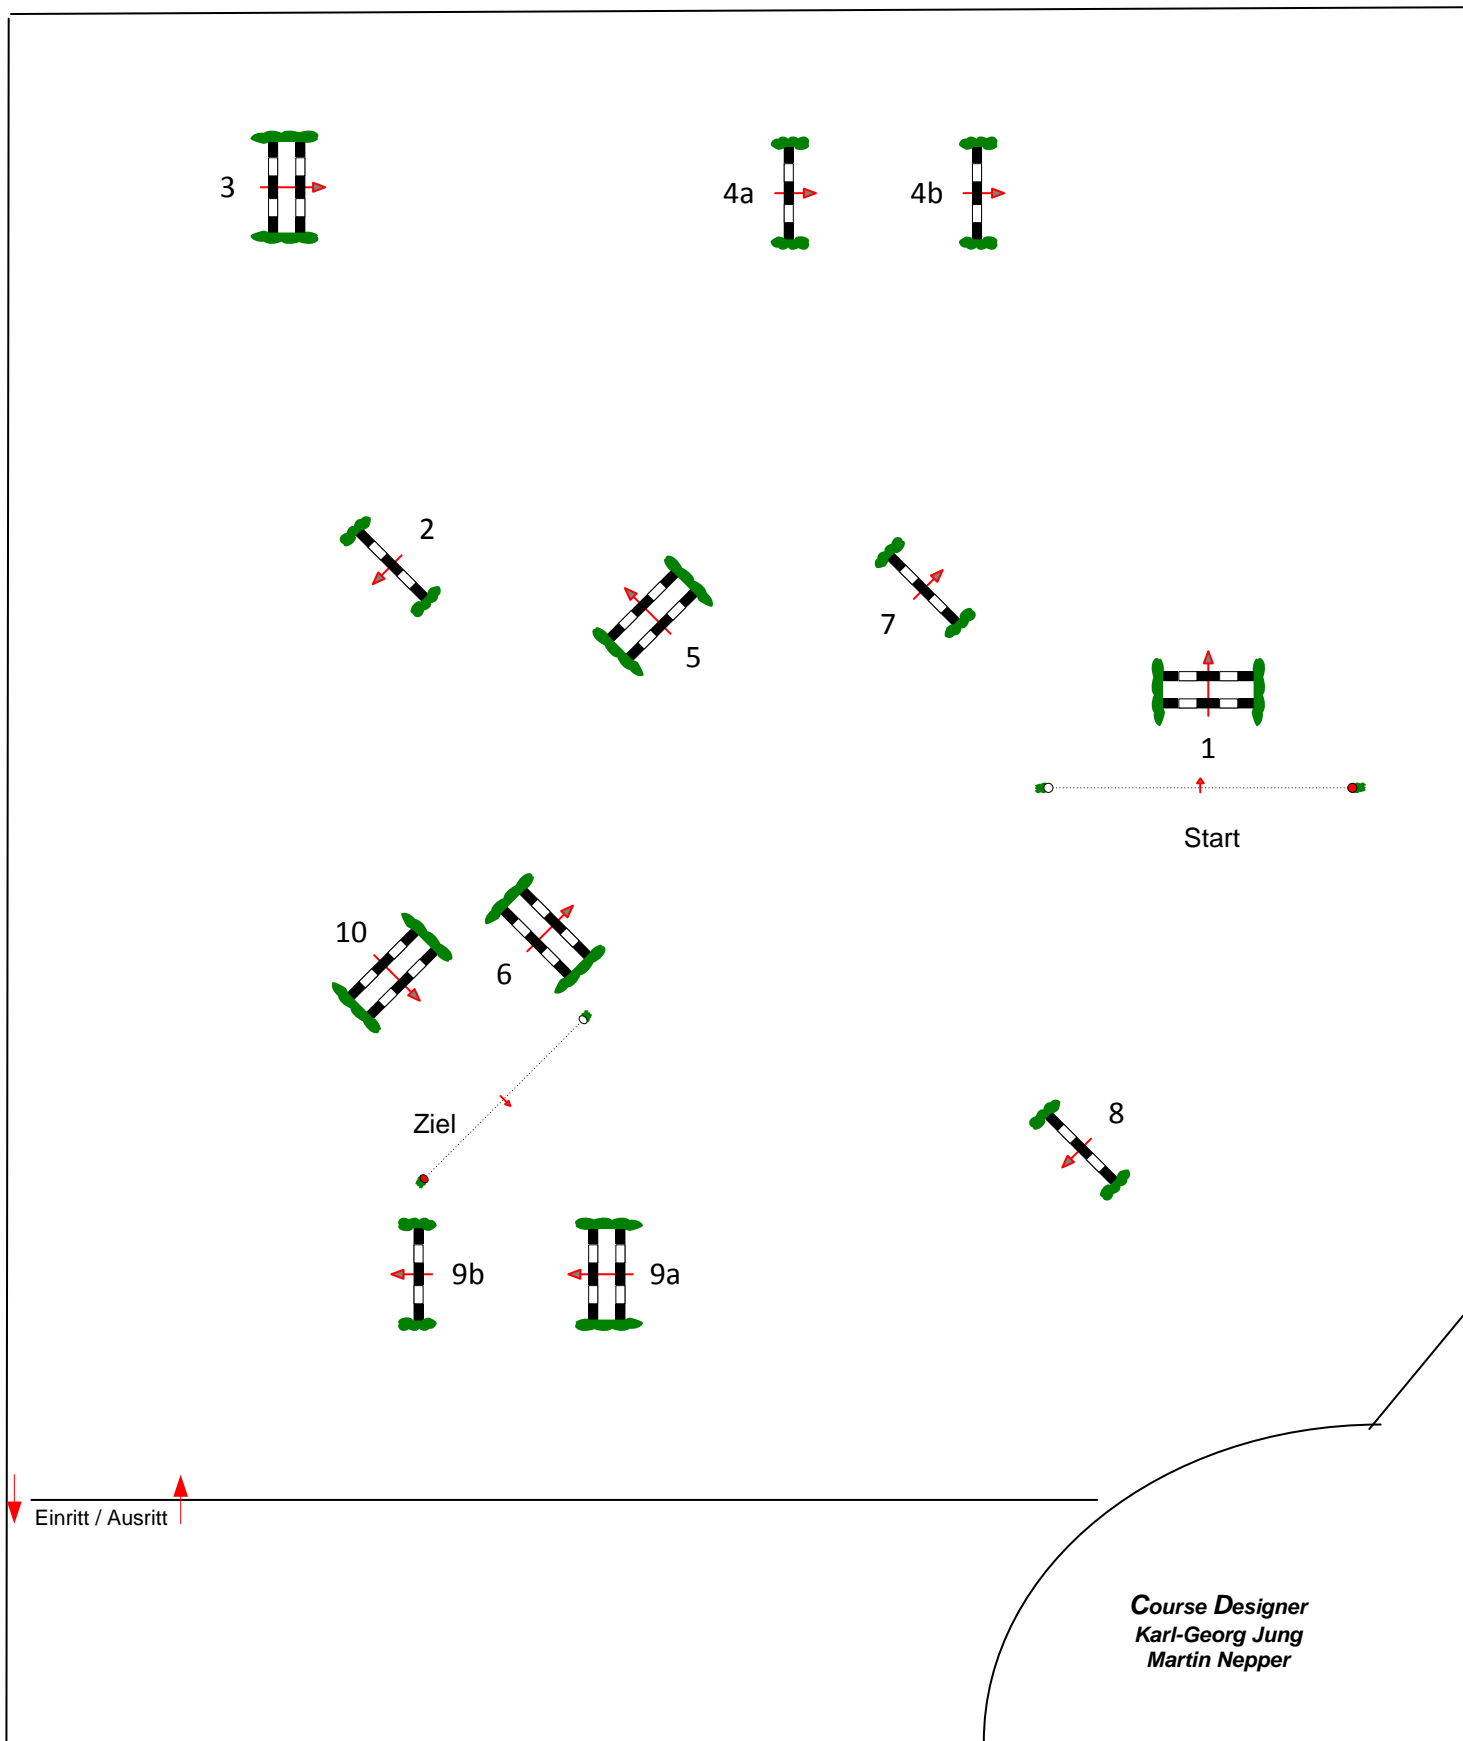 3
4a
4b
2
5
7
1
Start
10
6
Ziel
8
9b
9a
Einritt / Ausritt
Course Designer
Karl-Georg Jung
Martin Nepper